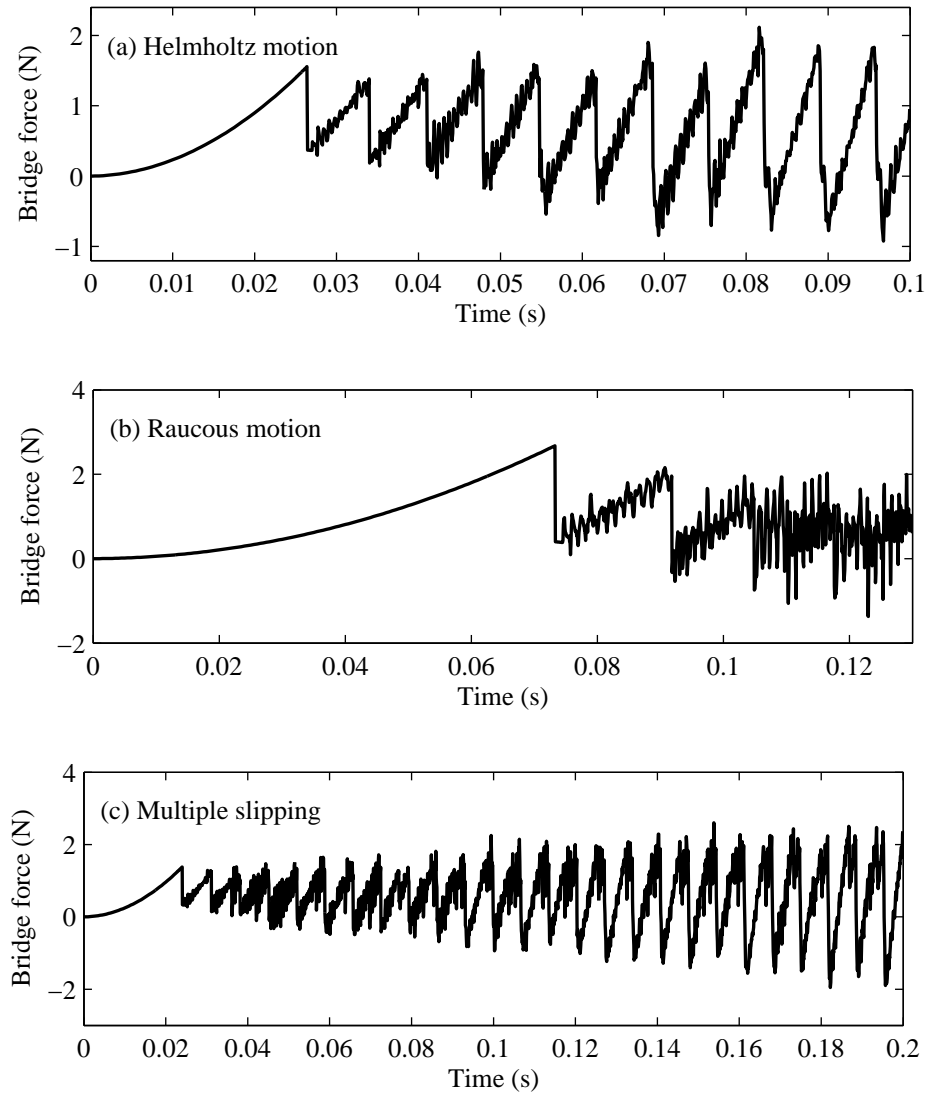 (a) Helmholtz motion
Bridge force (N)
2
1
0
−1
0 0.01 0.02 0.03 0.04 0.05 0.06 0.07 0.08 0.09 0.1
Time (s)
(b) Raucous motion
Bridge force (N)
4
2
0
−2
0 0.02 0.04 0.06 0.08 0.1 0.12
Time (s)
(c) Multiple slipping
Bridge force (N)
4
2
0
−2
0 0.02 0.04 0.06 0.08 0.1 0.12 0.14 0.16 0.18 0.2
Time (s)